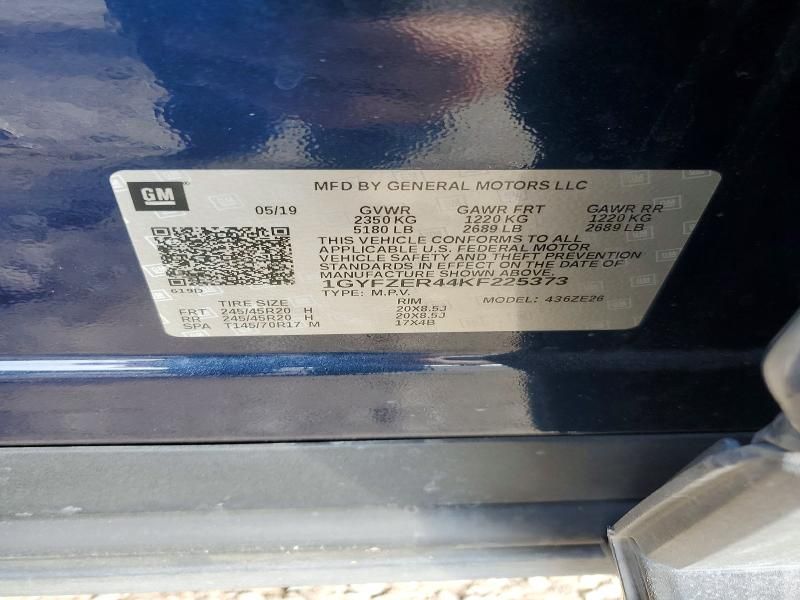 GM MFD BY GENERAL MOTORS LLC
05/19 GVWR GAWR FRT GAWR RR
2350 KG 1220 KG 1220 KG
5180 LB 2689 LB 2689 LB
THIS VEHICLE CONFORMS TO ALL
APPLICABLE U.S. FEDERAL MOTOR
VEHICLE SAFETY AND THEFT PREVENTION
STANDARDS IN EFFECT ON THE DATE OF
MANUFACTURE SHOWN ABOVE.
619D 1GYFZER44KF225373
TYPE: M.P.V. MODEL: 436ZE26
TIRE SIZE RIM
FRT 245/45R20 H 20X8.5J
RR 245/45R20 H 20X8.5J
SPA T145/70R17 M 17X4B